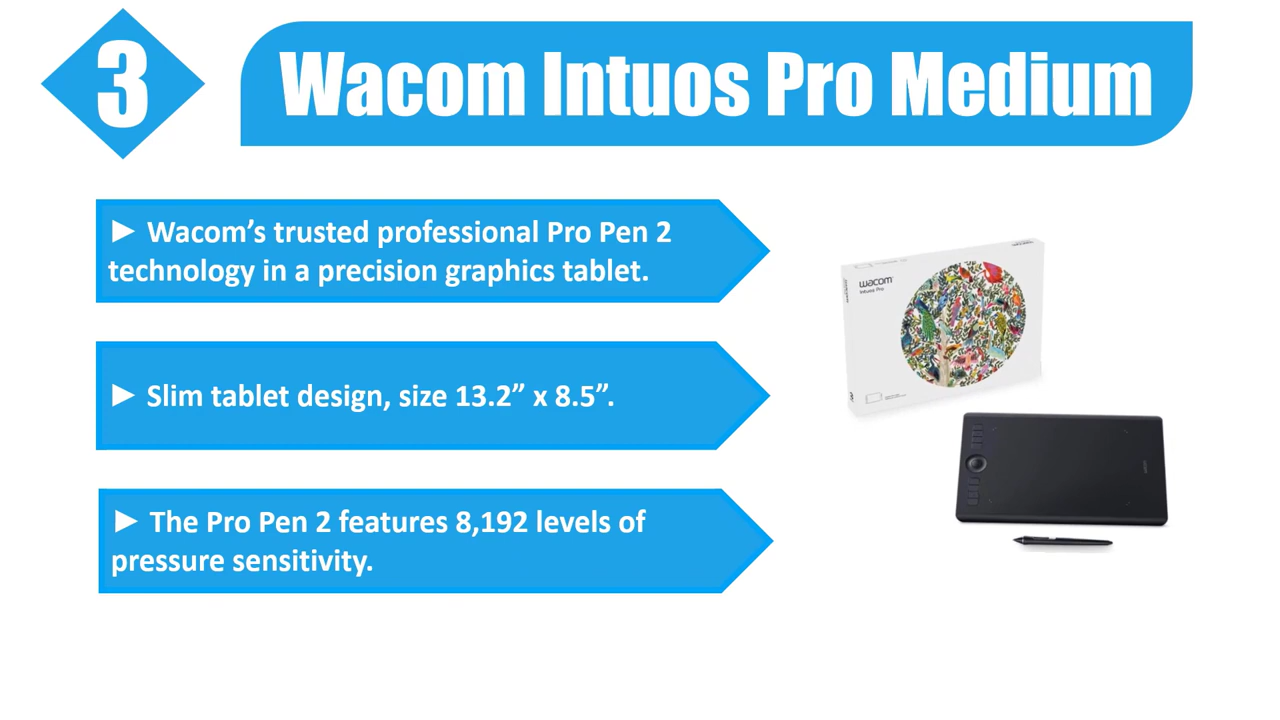 3
Wacom Intuos Pro Medium
► Wacom’s trusted professional Pro Pen 2
technology in a precision graphics tablet.
► Slim tablet design, size 13.2” x 8.5”.
► The Pro Pen 2 features 8,192 levels of
pressure sensitivity.
wacom
Intuos Pro